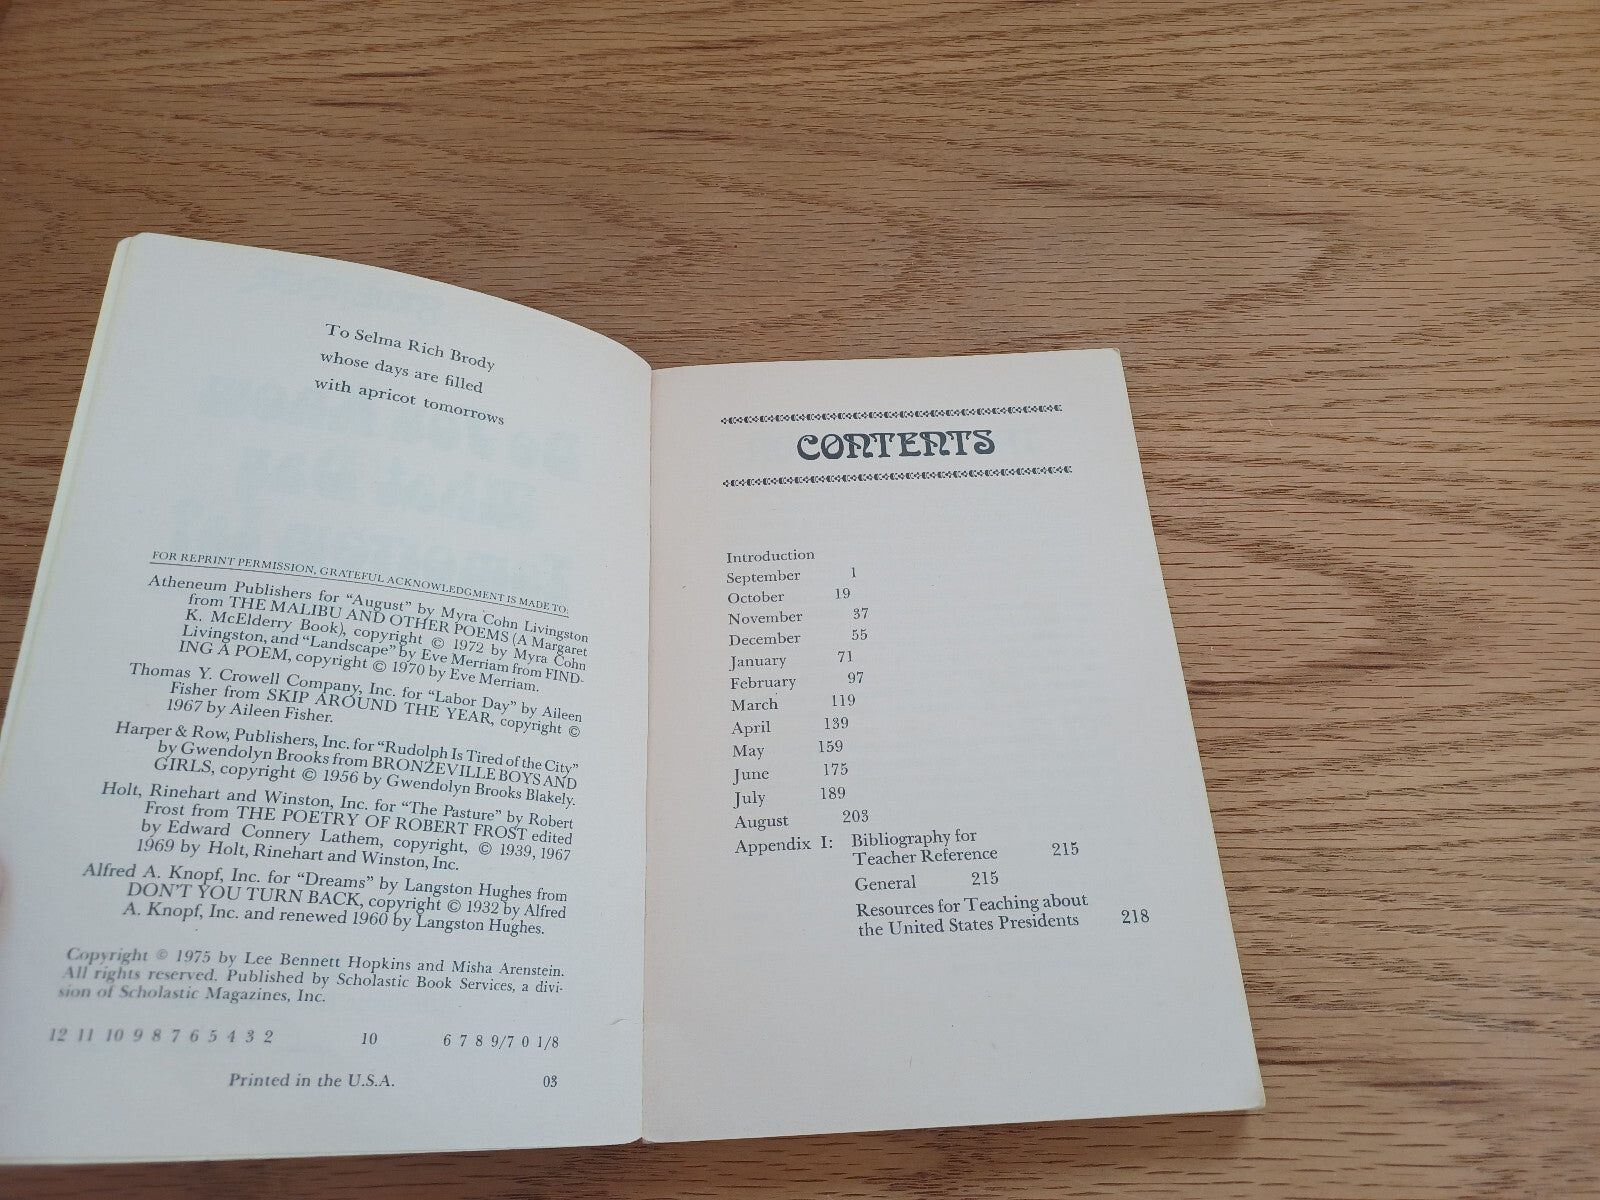 To Selma Rich Brody
whose days are filled
with apricot tomorrows
FOR REPRINT PERMISSION, GRATEFUL ACKNOWLEDGMENT IS MADE TO:
Atheneum Publishers for "August" by Myra Cohn Livingston
from THE MALIBU AND OTHER POEMS (A Margaret
K. McElderry Book), copyright © 1972 by Myra Cohn
Livingston, and "Landscape" by Eve Merriam from FIND-
ING A POEM, copyright © 1970 by Eve Merriam.
Thomas Y. Crowell Company, Inc. for "Labor Day" by Aileen
Fisher from SKIP AROUND THE YEAR, copyright ©
1967 by Aileen Fisher.
Harper & Row, Publishers, Inc. for "Rudolph Is Tired of the City"
by Gwendolyn Brooks from BRONZEVILLE BOYS AND
GIRLS, copyright © 1956 by Gwendolyn Brooks Blakely.
Holt, Rinehart and Winston, Inc. for "The Pasture" by Robert
Frost from THE POETRY OF ROBERT FROST edited
by Edward Connery Lathem, copyright, © 1939, 1967
1969 by Holt, Rinehart and Winston, Inc.
Alfred A. Knopf, Inc. for "Dreams" by Langston Hughes from
DON'T YOU TURN BACK, copyright © 1932 by Alfred
A. Knopf, Inc. and renewed 1960 by Langston Hughes.
Copyright © 1975 by Lee Bennett Hopkins and Misha Arenstein.
All rights reserved. Published by Scholastic Book Services, a divi-
sion of Scholastic Magazines, Inc.
12 11 10 9 8 7 6 5 4 3 2 10 6 7 8 9/7 0 1/8
Printed in the U.S.A. 03
CONTENTS
Introduction
September 1
October 19
November 37
December 55
January 71
February 97
March 119
April 139
May 159
June 175
July 189
August 203
Appendix I: Bibliography for
Teacher Reference 215
General 215
Resources for Teaching about
the United States Presidents 218